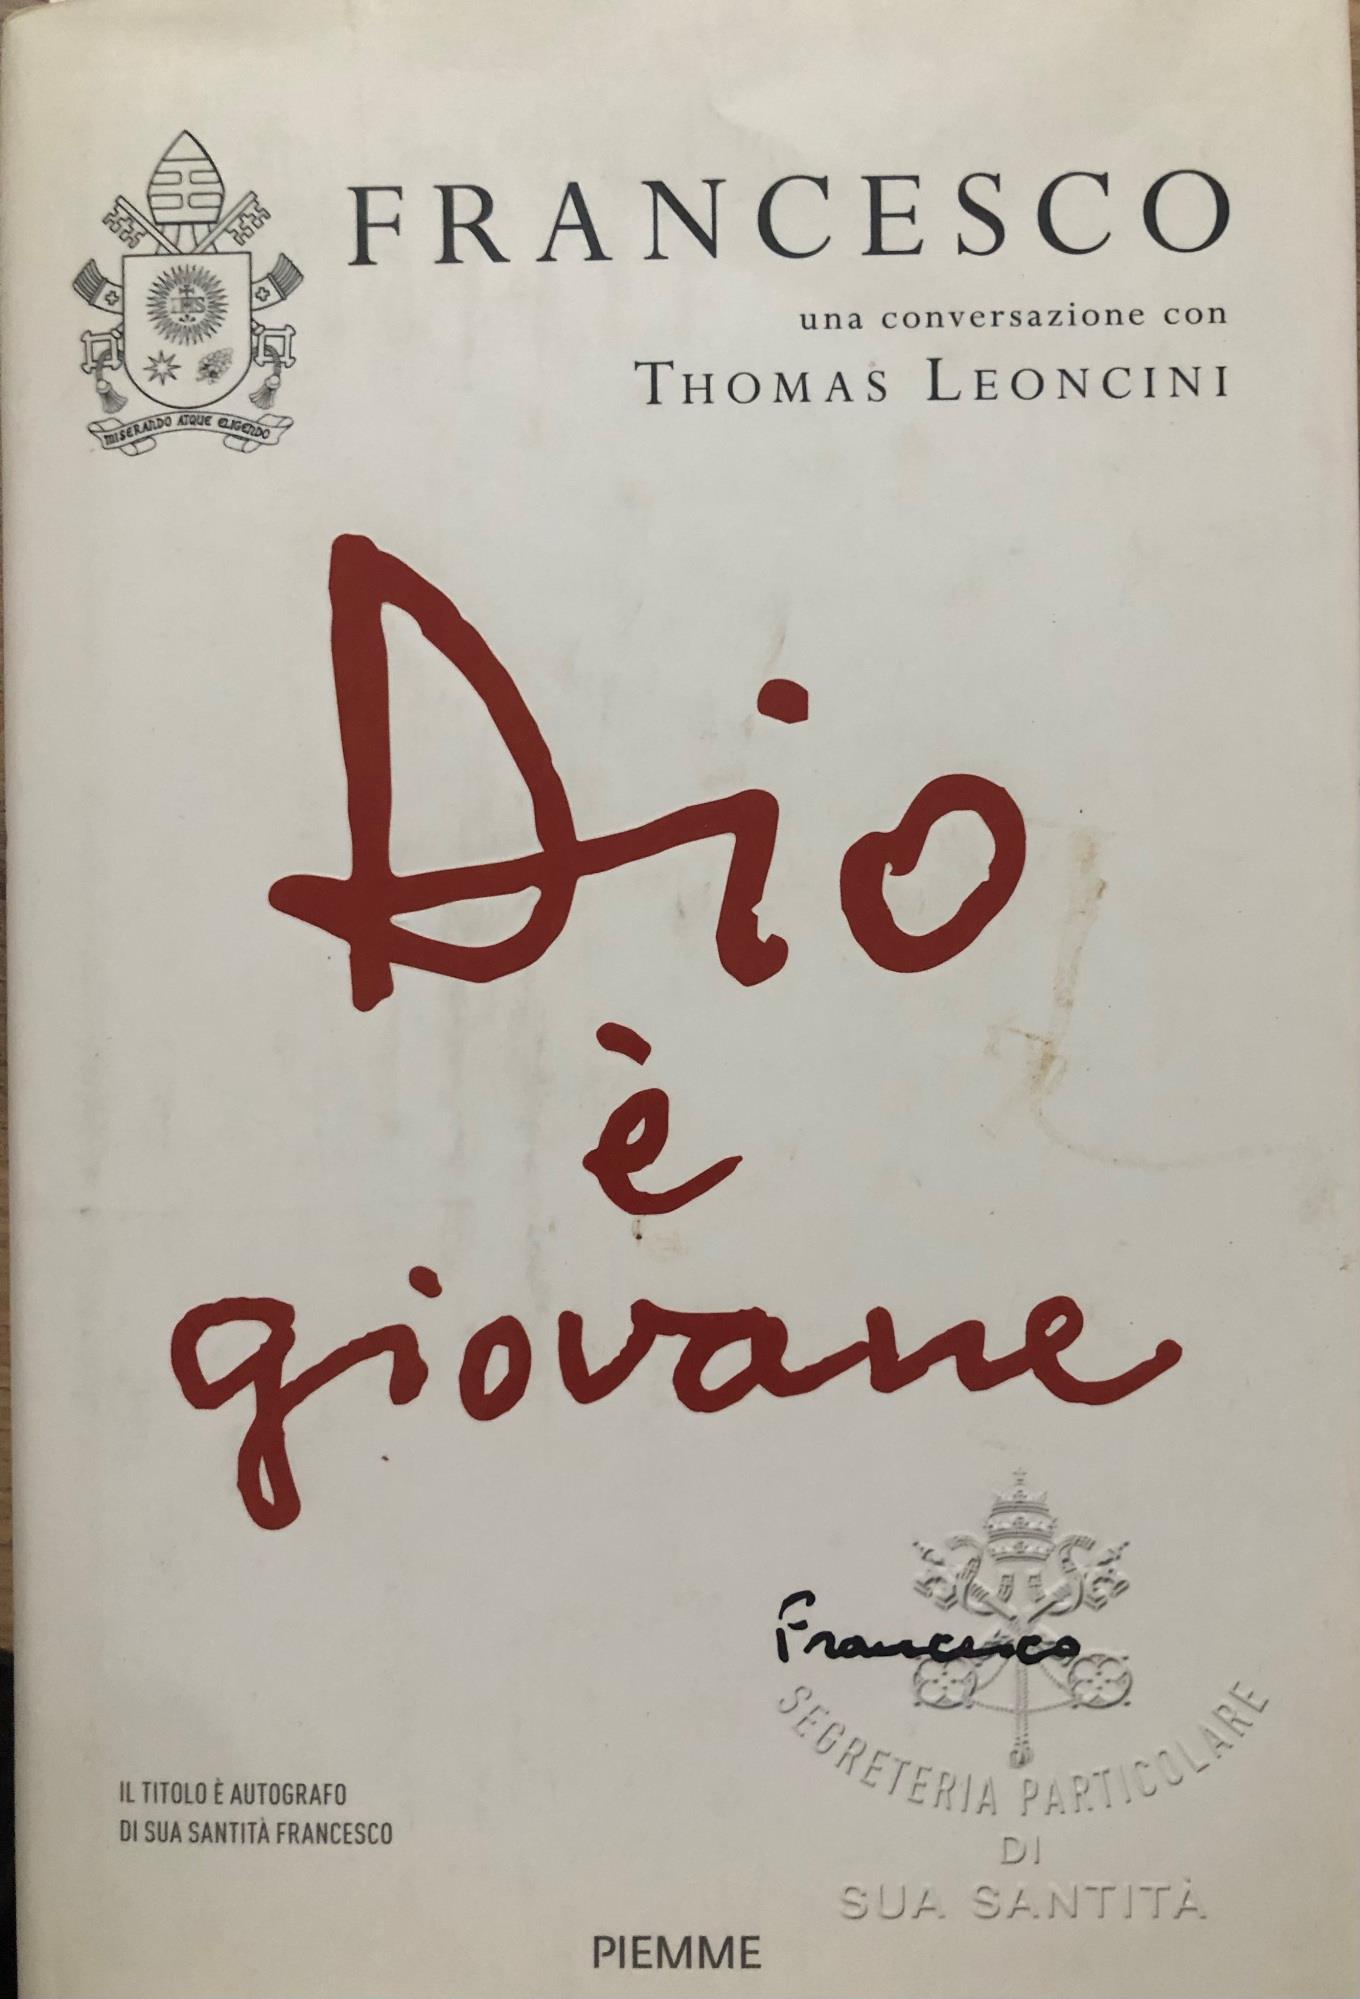 FRANCESCO
una conversazione con
THOMAS LEONCINI
IHS
MISERANDO ATQUE ELIGENDO
Dio
è
giovane
Francesco
SEGRETERIA PARTICOLARE
DI
SUA SANTITÀ
IL TITOLO È AUTOGRAFO
DI SUA SANTITÀ FRANCESCO
PIEMME